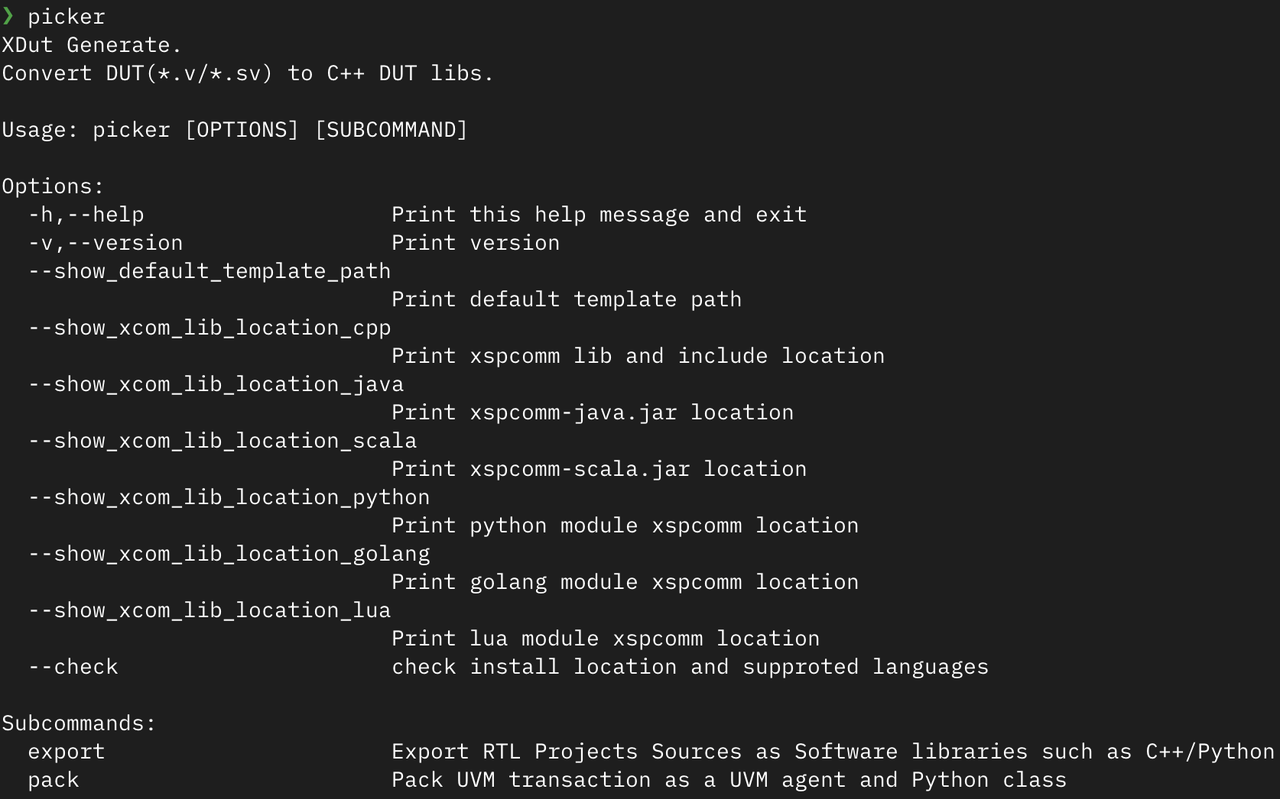 ❯ picker
XDut Generate.
Convert DUT(*.v/*.sv) to C++ DUT libs.
Usage: picker [OPTIONS] [SUBCOMMAND]
Options:
-h,--help Print this help message and exit
-v,--version Print version
--show_default_template_path
Print default template path
--show_xcom_lib_location_cpp
Print xspcomm lib and include location
--show_xcom_lib_location_java
Print xspcomm-java.jar location
--show_xcom_lib_location_scala
Print xspcomm-scala.jar location
--show_xcom_lib_location_python
Print python module xspcomm location
--show_xcom_lib_location_golang
Print golang module xspcomm location
--show_xcom_lib_location_lua
Print lua module xspcomm location
--check check install location and supproted languages
Subcommands:
export Export RTL Projects Sources as Software libraries such as C++/Python
pack Pack UVM transaction as a UVM agent and Python class